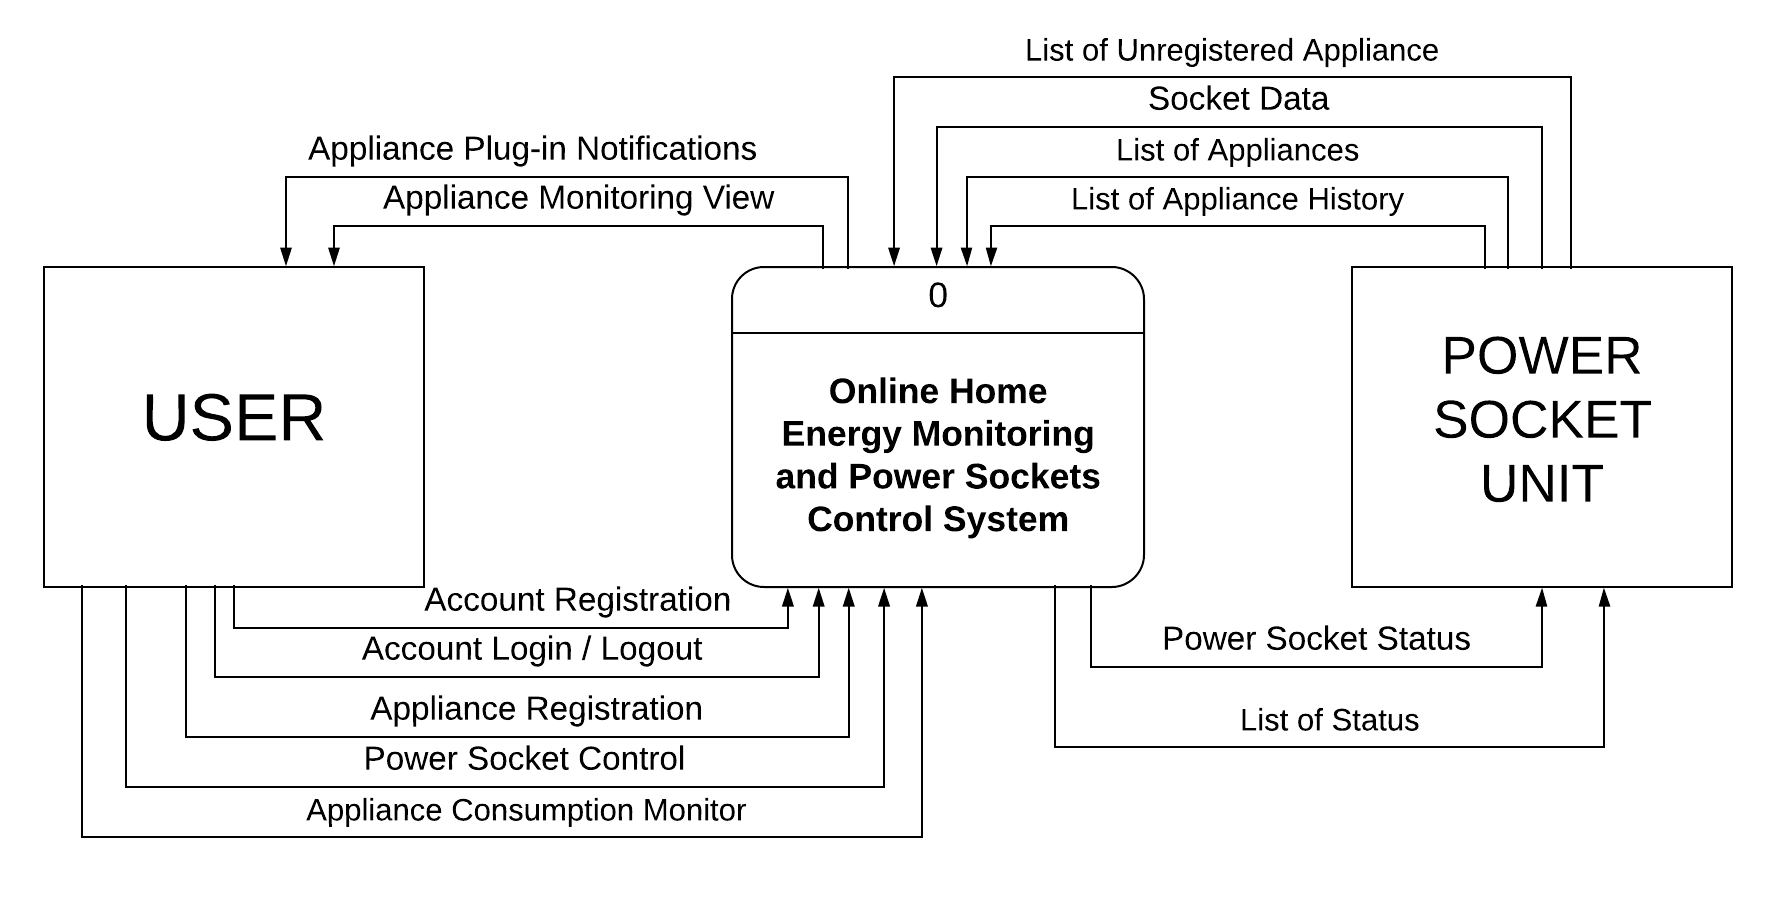 List of Unregistered Appliance
Socket Data
Appliance Plug-in Notifications
List of Appliances
Appliance Monitoring View
List of Appliance History
0
USER
Online Home
Energy Monitoring
and Power Sockets
Control System
POWER
SOCKET
UNIT
Account Registration
Account Login / Logout
Appliance Registration
Power Socket Control
Appliance Consumption Monitor
Power Socket Status
List of Status